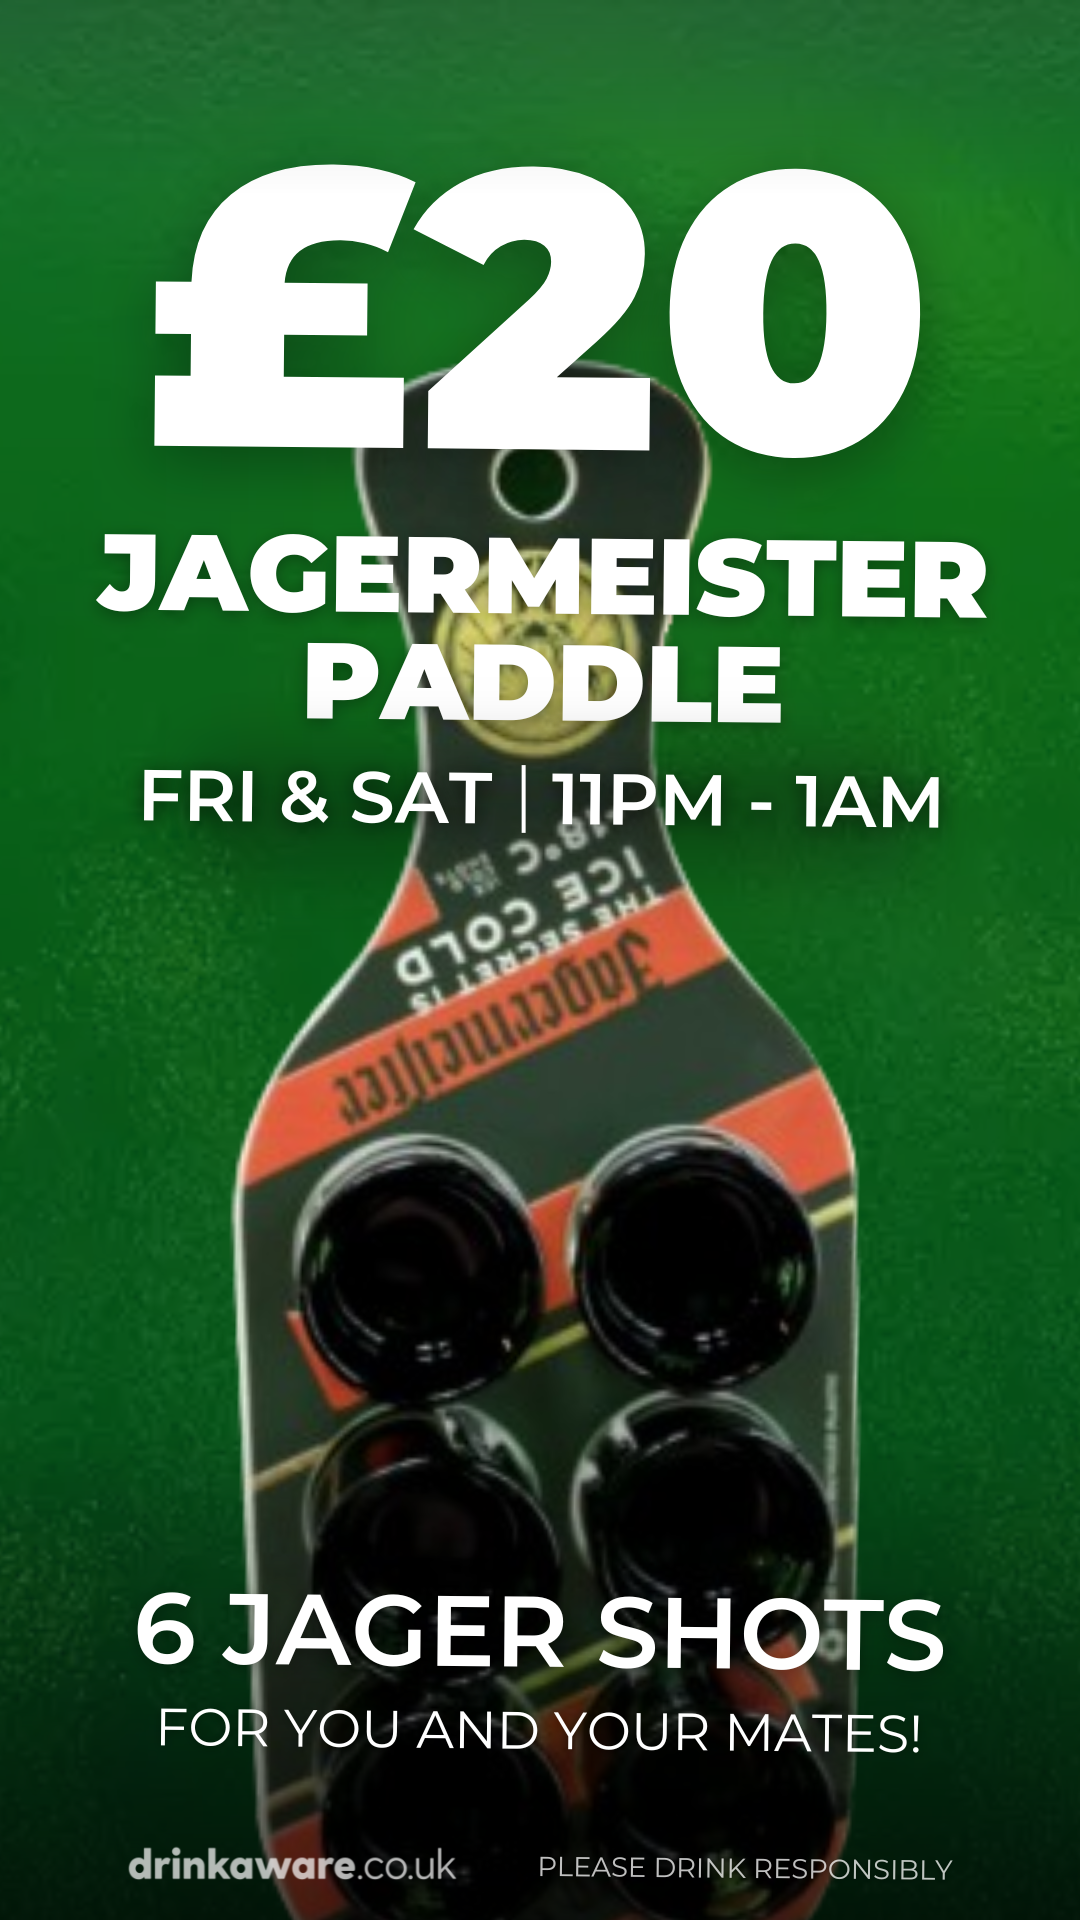 £20
JAGERMEISTER
PADDLE
FRI & SAT | 11PM - 1AM
-18°C
ICE COLD
THE SECRET IS
Jägermeister
6 JAGER SHOTS
FOR YOU AND YOUR MATES!
drinkaware.co.uk
PLEASE DRINK RESPONSIBLY